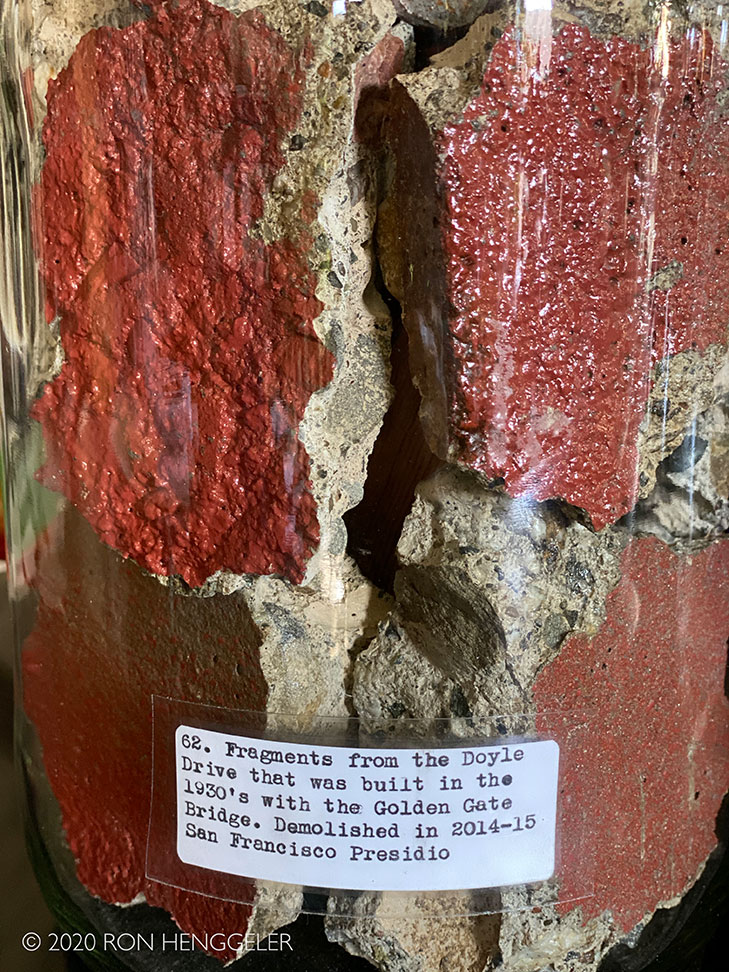 62. Fragments from the Doyle
Drive that was built in the
1930's with the Golden Gate
Bridge. Demolished in 2014-15
San Francisco Presidio
© 2020 RON HENGGELER